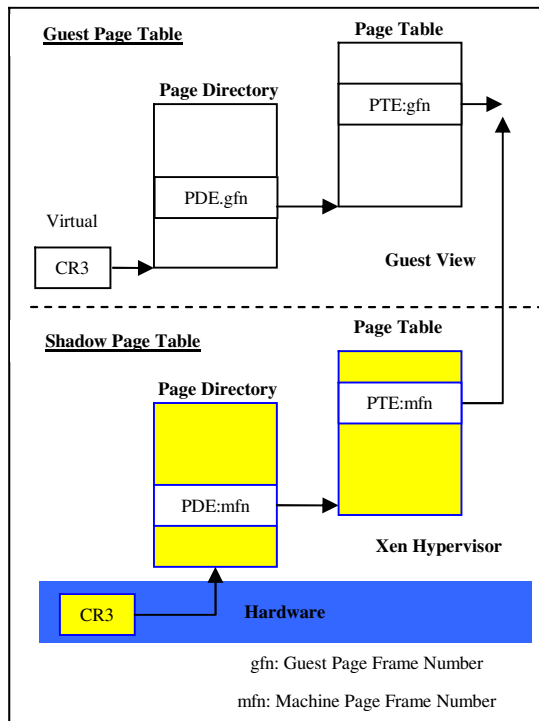 Guest Page Table
Page Table
Page Directory
PTE:gfn
PDE.gfn
Virtual
CR3
Guest View
Shadow Page Table
Page Table
Page Directory
PTE:mfn
PDE:mfn
Xen Hypervisor
CR3
Hardware
gfn: Guest Page Frame Number
mfn: Machine Page Frame Number